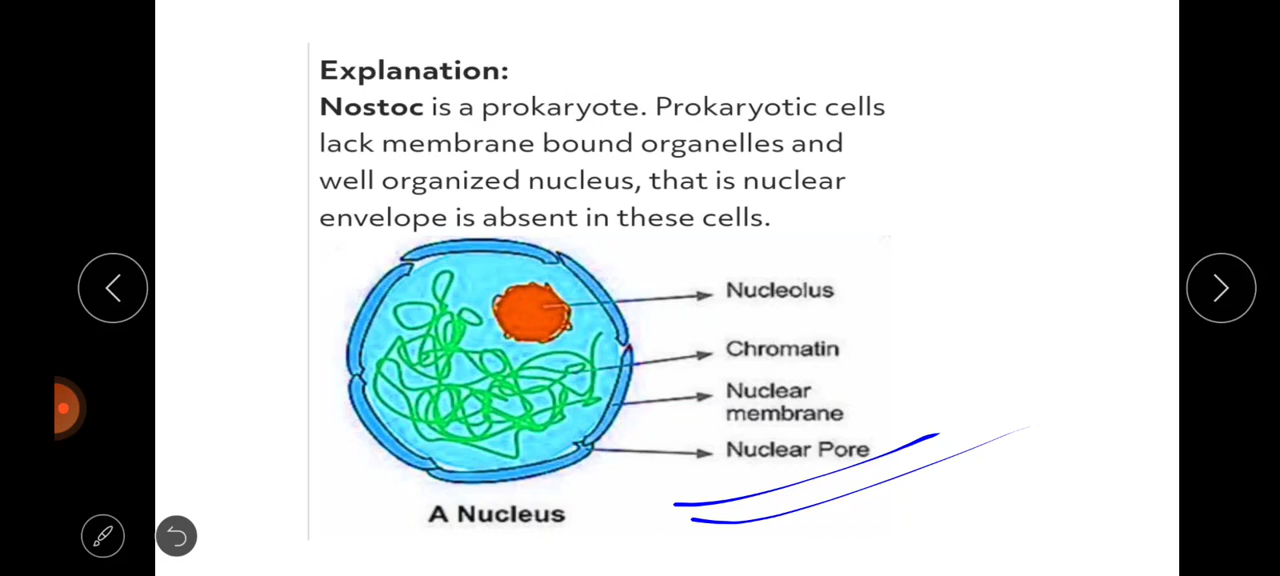 Explanation:
Nostoc is a prokaryote. Prokaryotic cells
lack membrane bound organelles and
well organized nucleus, that is nuclear
envelope is absent in these cells.
Nucleolus
Chromatin
Nuclear
membrane
Nuclear Pore
A Nucleus